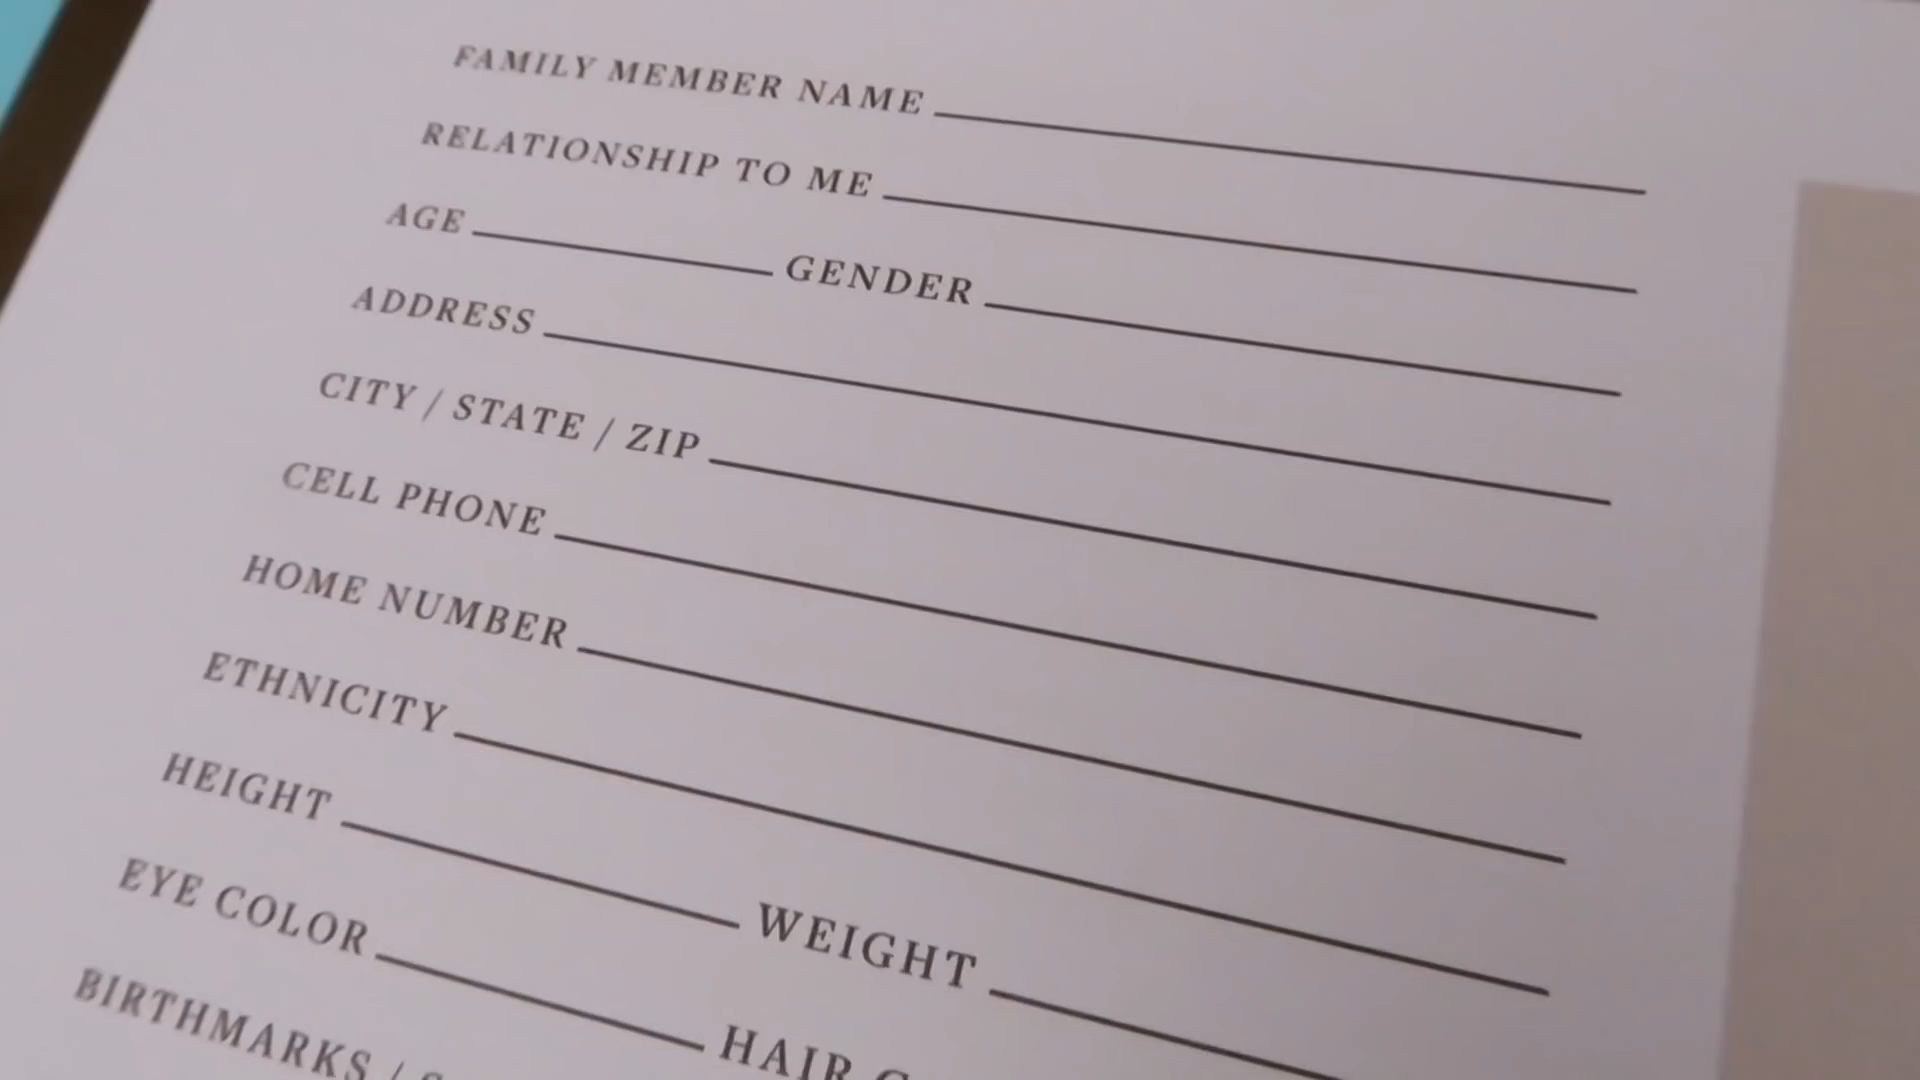 FAMILY MEMBER NAME
RELATIONSHIP TO ME
AGE GENDER
ADDRESS
CITY / STATE / ZIP
CELL PHONE
HOME NUMBER
ETHNICITY
HEIGHT WEIGHT
EYE COLOR HAIR
BIRTHMARKS /